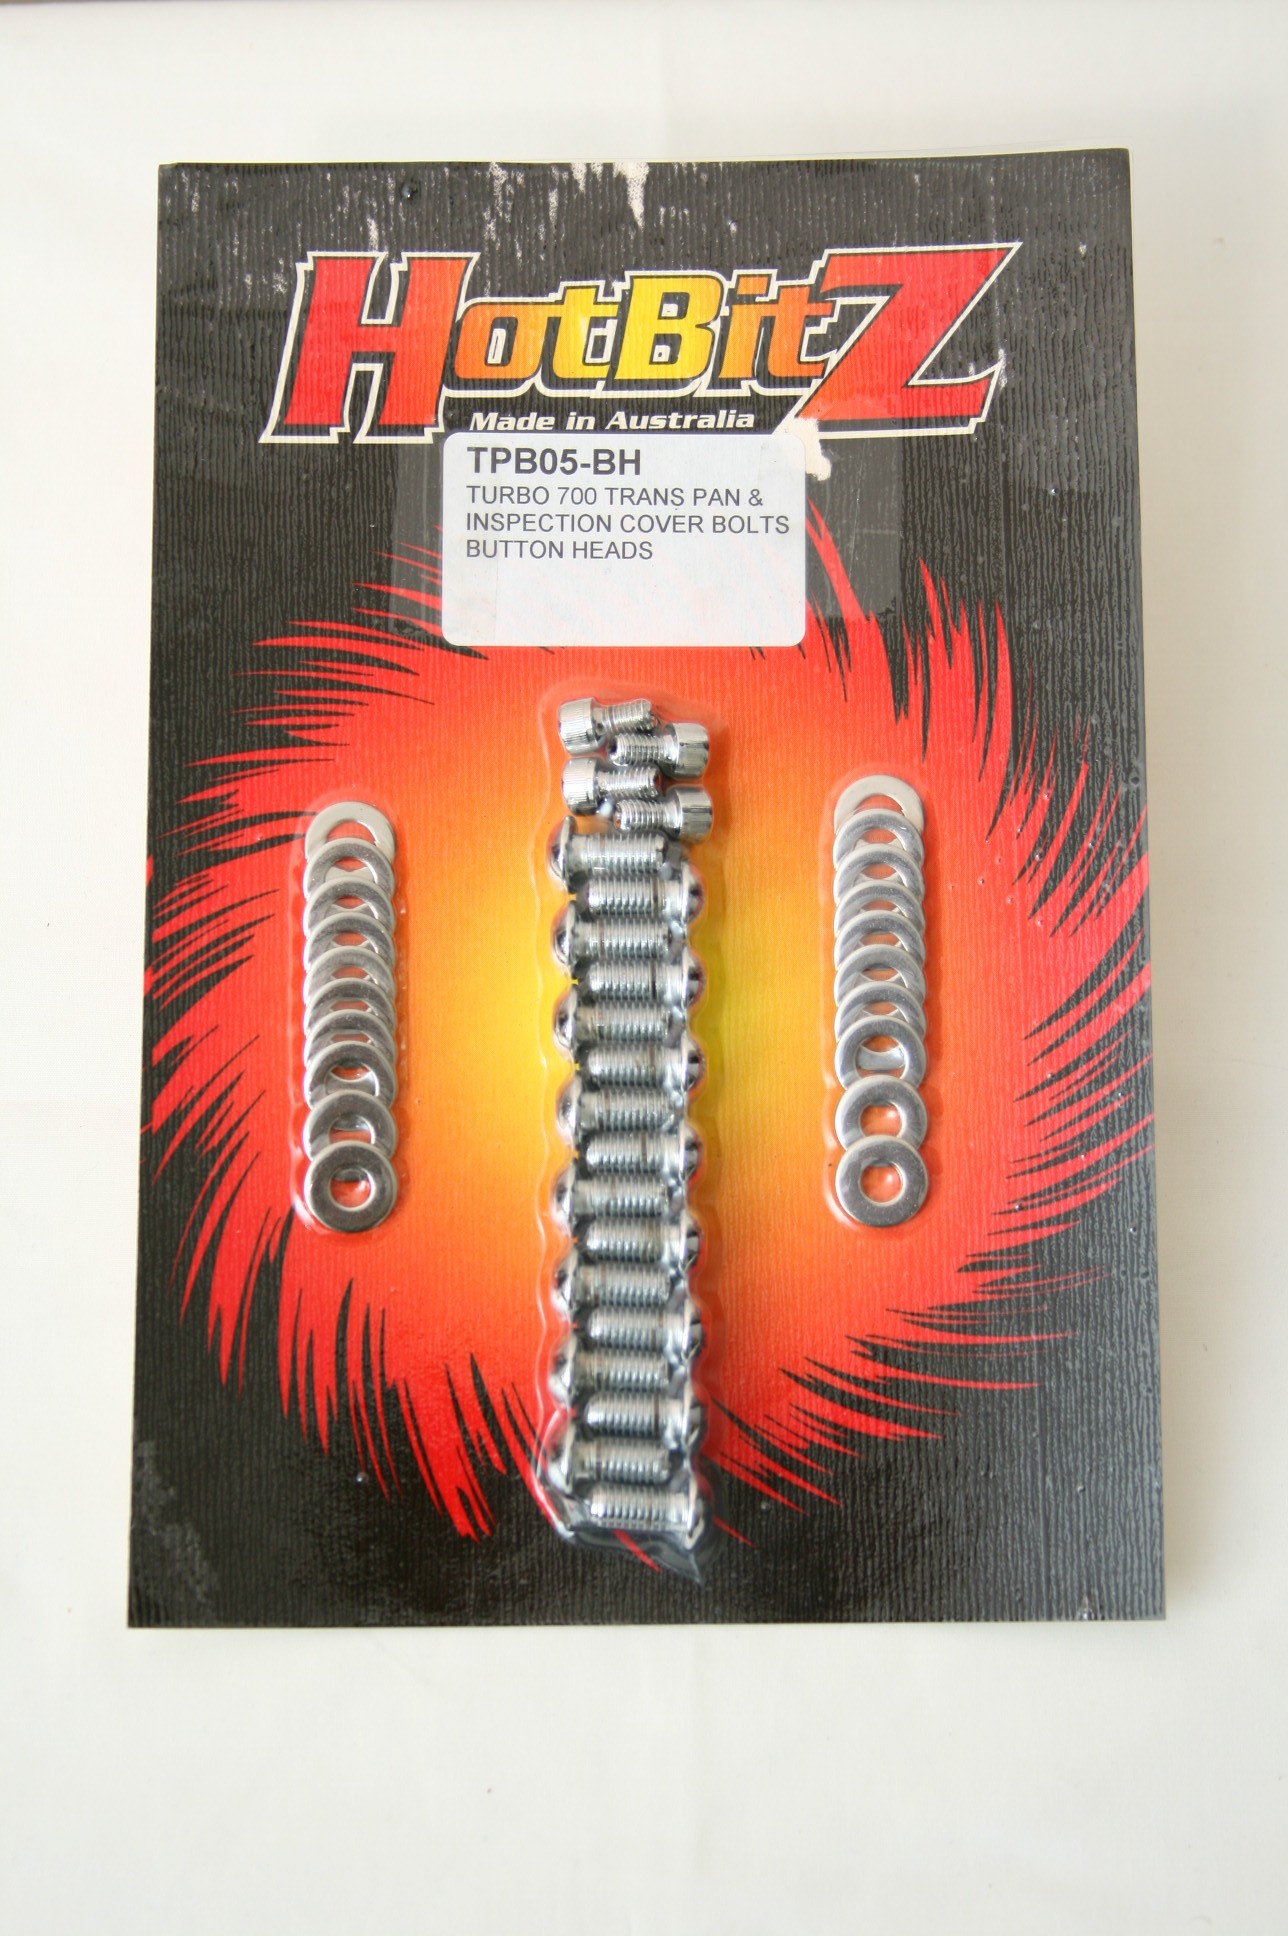 HotBitZ
Made in Australia
TPB05-BH
TURBO 700 TRANS PAN &
INSPECTION COVER BOLTS
BUTTON HEADS